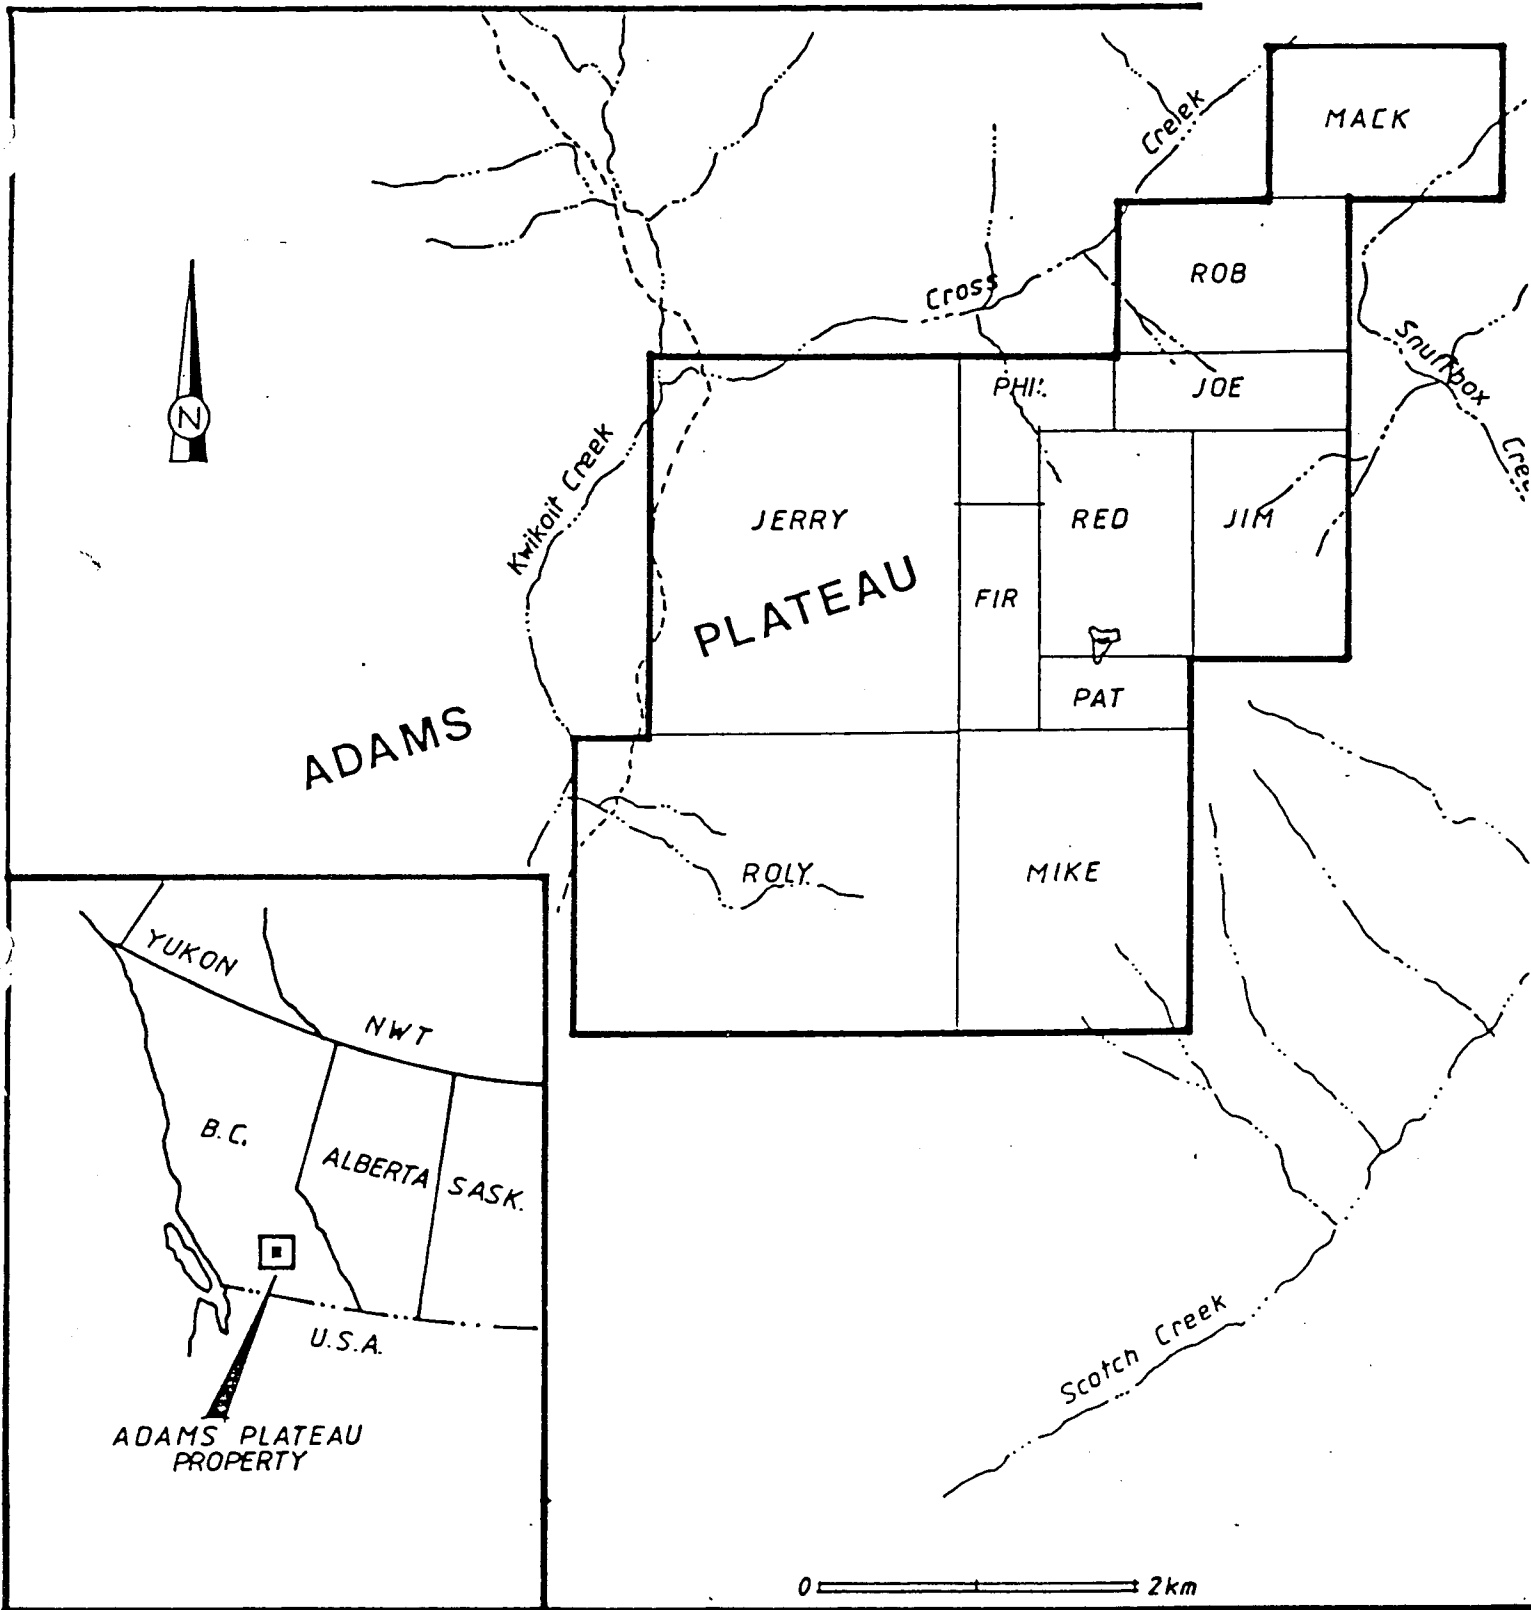 MACK
Creek
ROB
Cross
Snuffbox
PHIL
JOE
Cree
Kwikoit Creek
JERRY
RED
JIM
N
PLATEAU
FIR
PAT
ADAMS
ROLY
MIKE
YUKON
NWT
B.C.
ALBERTA
SASK.
U.S.A.
Scotch Creek
ADAMS PLATEAU
PROPERTY
0 2km